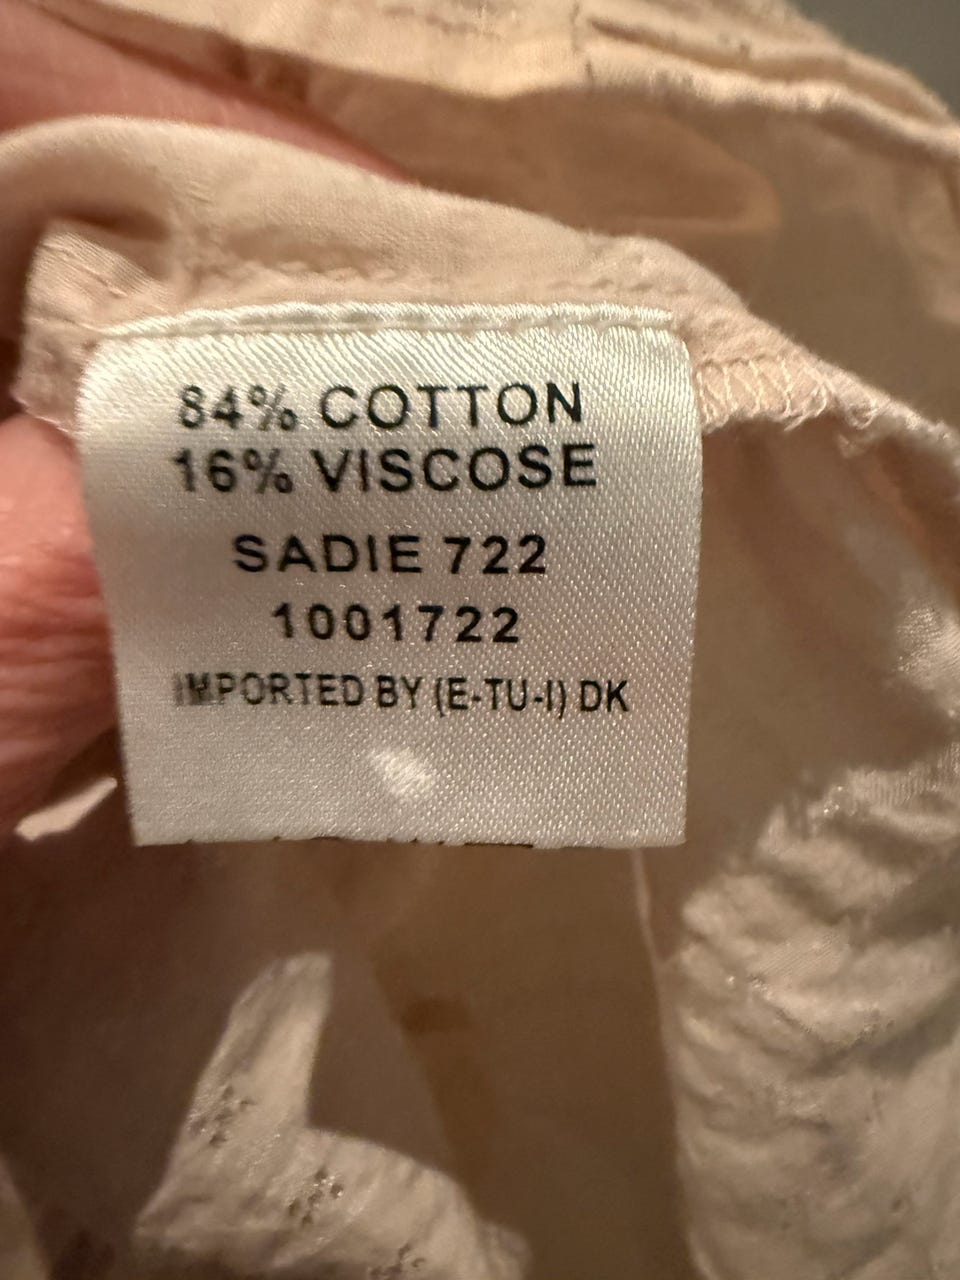 84% COTTON
16% VISCOSE
SADIE 722
1001722
IMPORTED BY (E-TU-I) DK